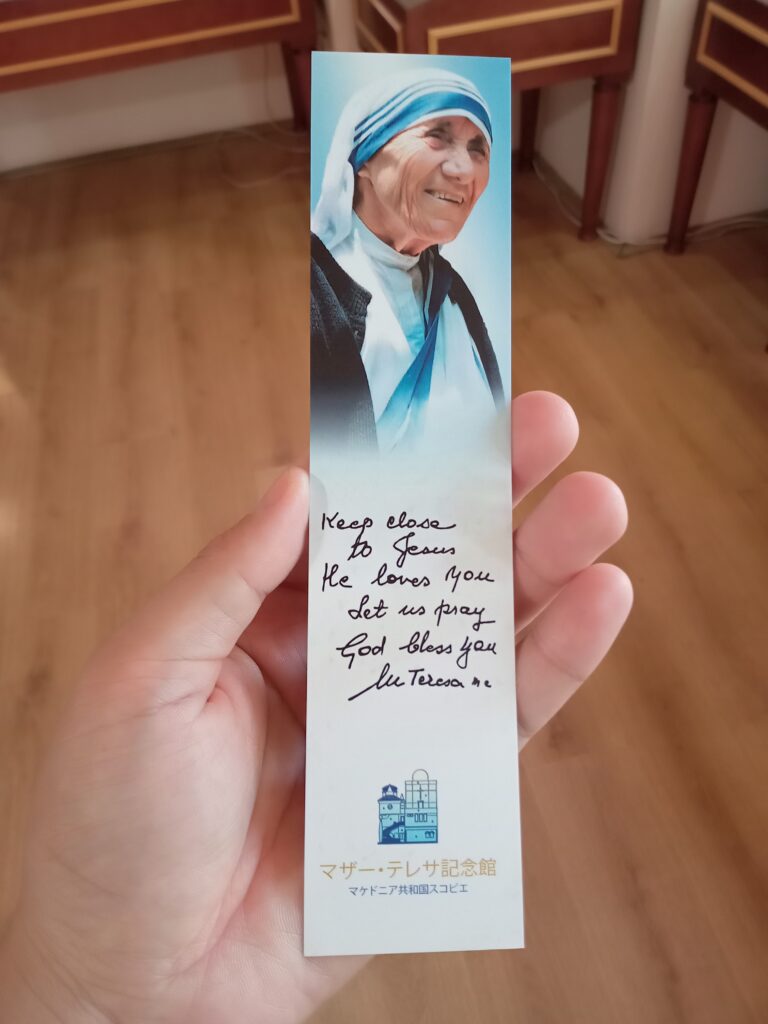 Keep close
to Jesus
He loves you
Let us pray
God bless you
M Teresa mc
マザー・テレサ記念館
マケドニア共和国スコピエ